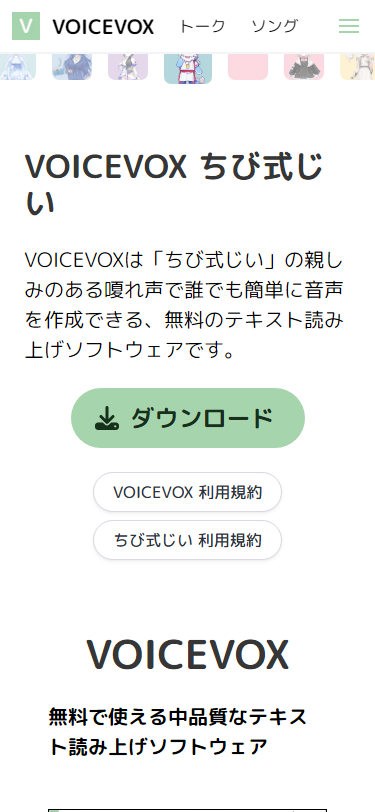 V VOICEVOX トーク ソング
VOICEVOX ちび式じ
い
VOICEVOXは「ちび式じい」の親し
みのある嗄れ声で誰でも簡単に音声
を作成できる、無料のテキスト読み
上げソフトウェアです。
ダウンロード
VOICEVOX 利用規約
ちび式じい 利用規約
VOICEVOX
無料で使える中品質なテキス
ト読み上げソフトウェア